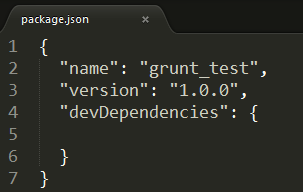 package.json ×
1 {
2   "name": "grunt_test",
3   "version": "1.0.0",
4   "devDependencies": {
5
6   }
7 }